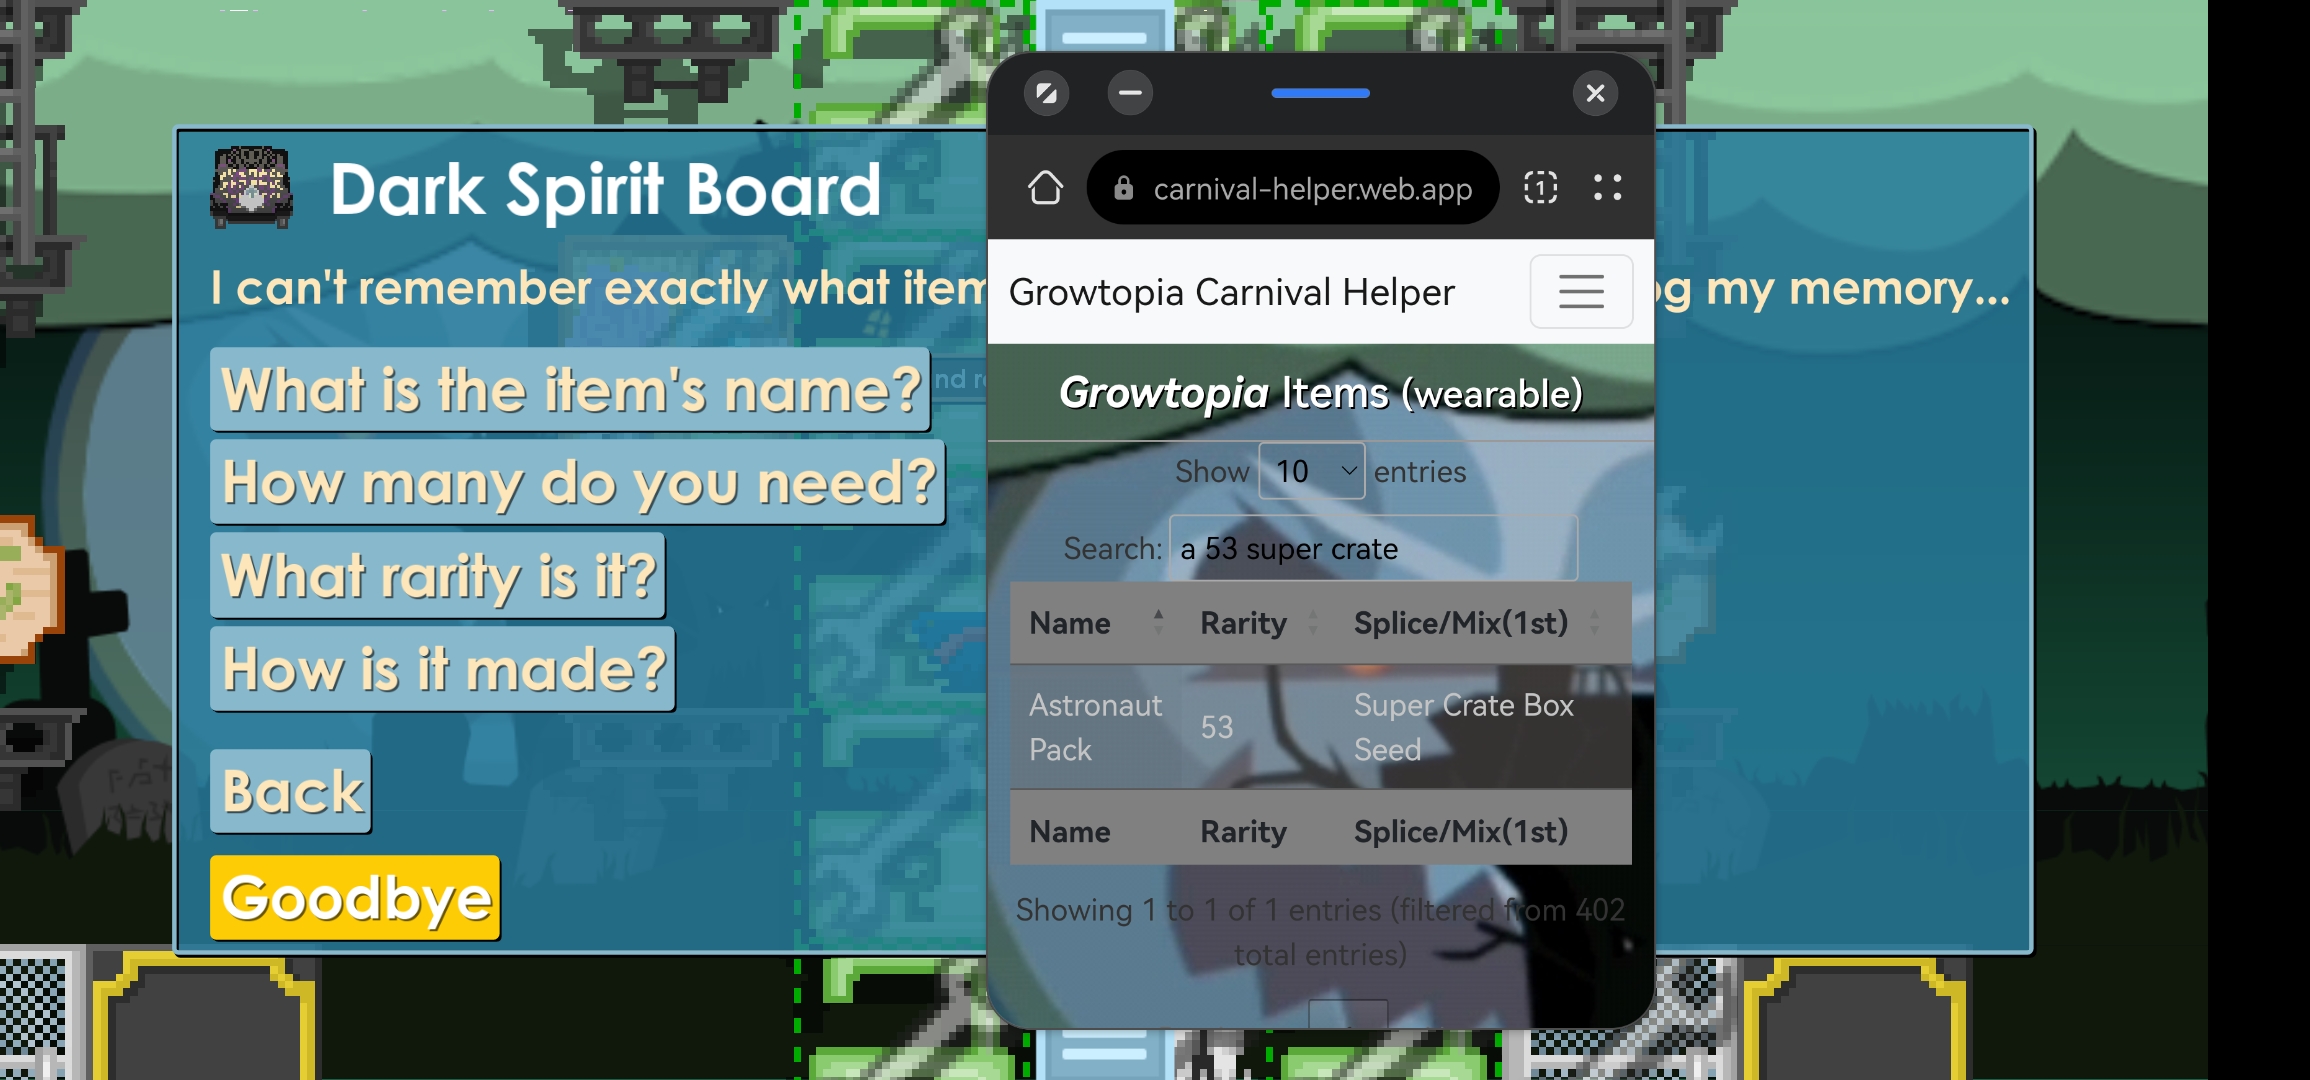 Dark Spirit Board
I can't remember exactly what item
og my memory...
What is the item's name?
How many do you need?
What rarity is it?
How is it made?
Back
Goodbye
carnival-helper.web.app
1
Growtopia Carnival Helper
Growtopia Items (wearable)
Show 10 entries
Search: a 53 super crate
Name Rarity Splice/Mix(1st)
Astronaut Pack 53 Super Crate Box Seed
Name Rarity Splice/Mix(1st)
Showing 1 to 1 of 1 entries (filtered from 402
total entries)